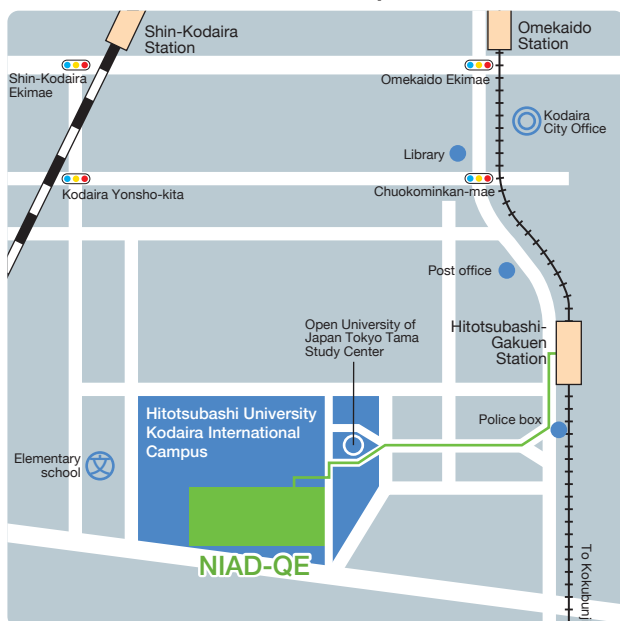 Shin-Kodaira
Station
Omekaido
Station
Shin-Kodaira
Ekimae
Omekaido Ekimae
Kodaira
City Office
Library
Kodaira Yonsho-kita
Chuokominkan-mae
Post office
Open University of
Japan Tokyo Tama
Study Center
Hitotsubashi-
Gakuen
Station
Hitotsubashi University
Kodaira International
Campus
Police box
Elementary
school
文
NIAD-QE
To Kokubunj